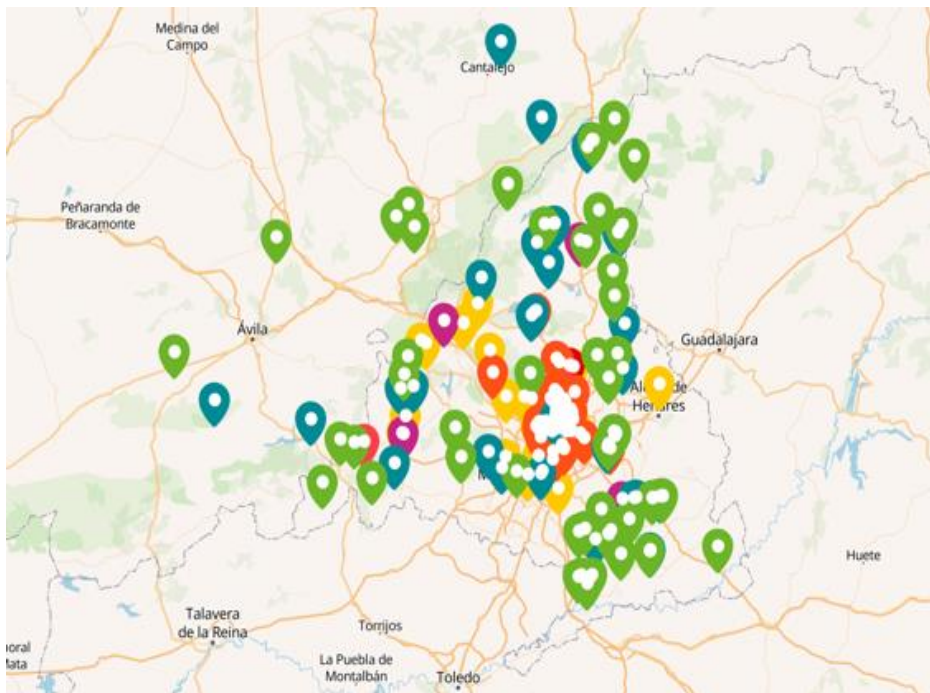 Medina del
Campo
Cantalejo
Peñaranda de
Bracamonte
Ávila
Guadalajara
Henares
Huete
Talavera
de la Reina
Torrijos
La Puebla de
Montalbán
Toledo